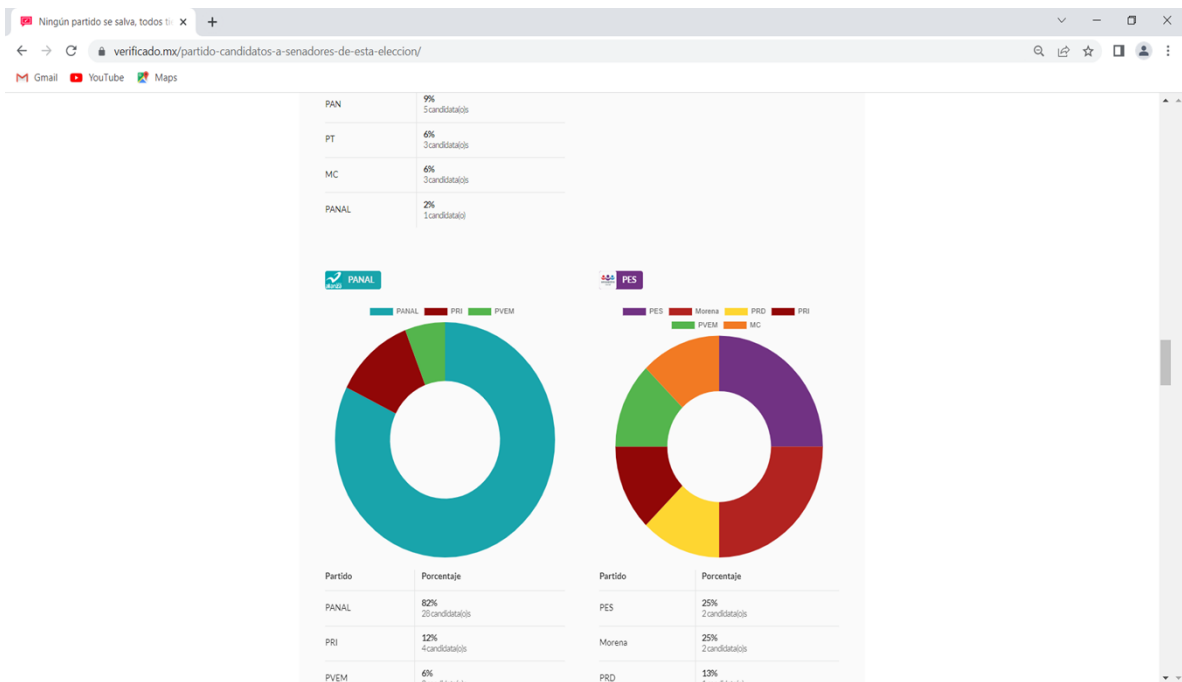 Ningún partido se salva, todos ti
verificado.mx/partido-candidatos-a-senadores-de-esta-eleccion/
Gmail YouTube Maps
PAN 9%
5 candidata(o)s
PT 6%
3 candidata(o)s
MC 6%
3 candidata(o)s
PANAL 2%
1 candidata(o)
PANAL
PES
PANAL PRI PVEM
PES Morena PRD PRI
PVEM MC
Partido Porcentaje
PANAL 82%
28 candidata(o)s
PRI 12%
4 candidata(o)s
PVEM 6%
Partido Porcentaje
PES 25%
2 candidata(o)s
Morena 25%
2 candidata(o)s
PRD 13%